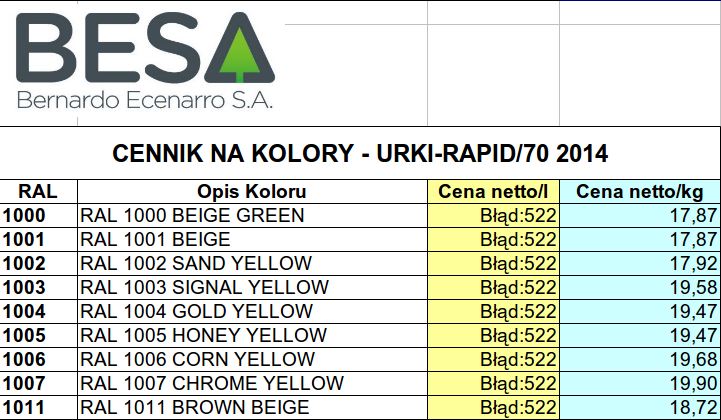 BESA
Bernardo Ecenarro S.A.
CENNIK NA KOLORY - URKI-RAPID/70 2014
RAL Opis Koloru Cena netto/l Cena netto/kg
1000 RAL 1000 BEIGE GREEN Błąd:522 17,87
1001 RAL 1001 BEIGE Błąd:522 17,87
1002 RAL 1002 SAND YELLOW Błąd:522 17,92
1003 RAL 1003 SIGNAL YELLOW Błąd:522 19,58
1004 RAL 1004 GOLD YELLOW Błąd:522 19,47
1005 RAL 1005 HONEY YELLOW Błąd:522 19,47
1006 RAL 1006 CORN YELLOW Błąd:522 19,68
1007 RAL 1007 CHROME YELLOW Błąd:522 19,90
1011 RAL 1011 BROWN BEIGE Błąd:522 18,72